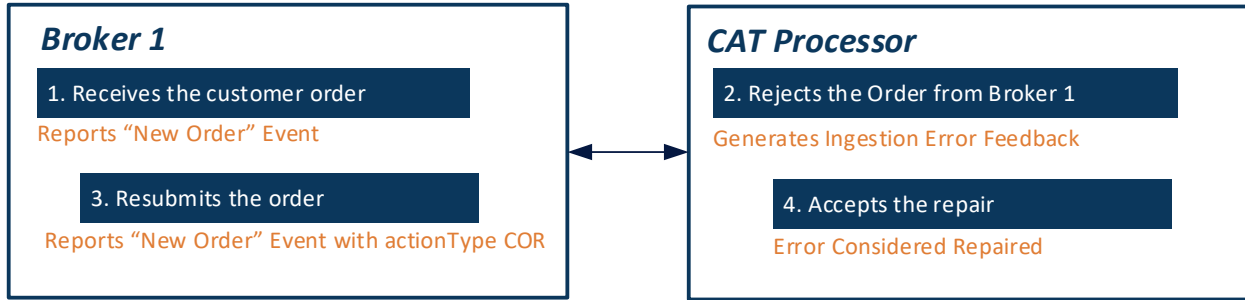 Broker 1
1. Receives the customer order
Reports “New Order” Event
3. Resubmits the order
Reports “New Order” Event with actionType COR
CAT Processor
2. Rejects the Order from Broker 1
Generates Ingestion Error Feedback
4. Accepts the repair
Error Considered Repaired